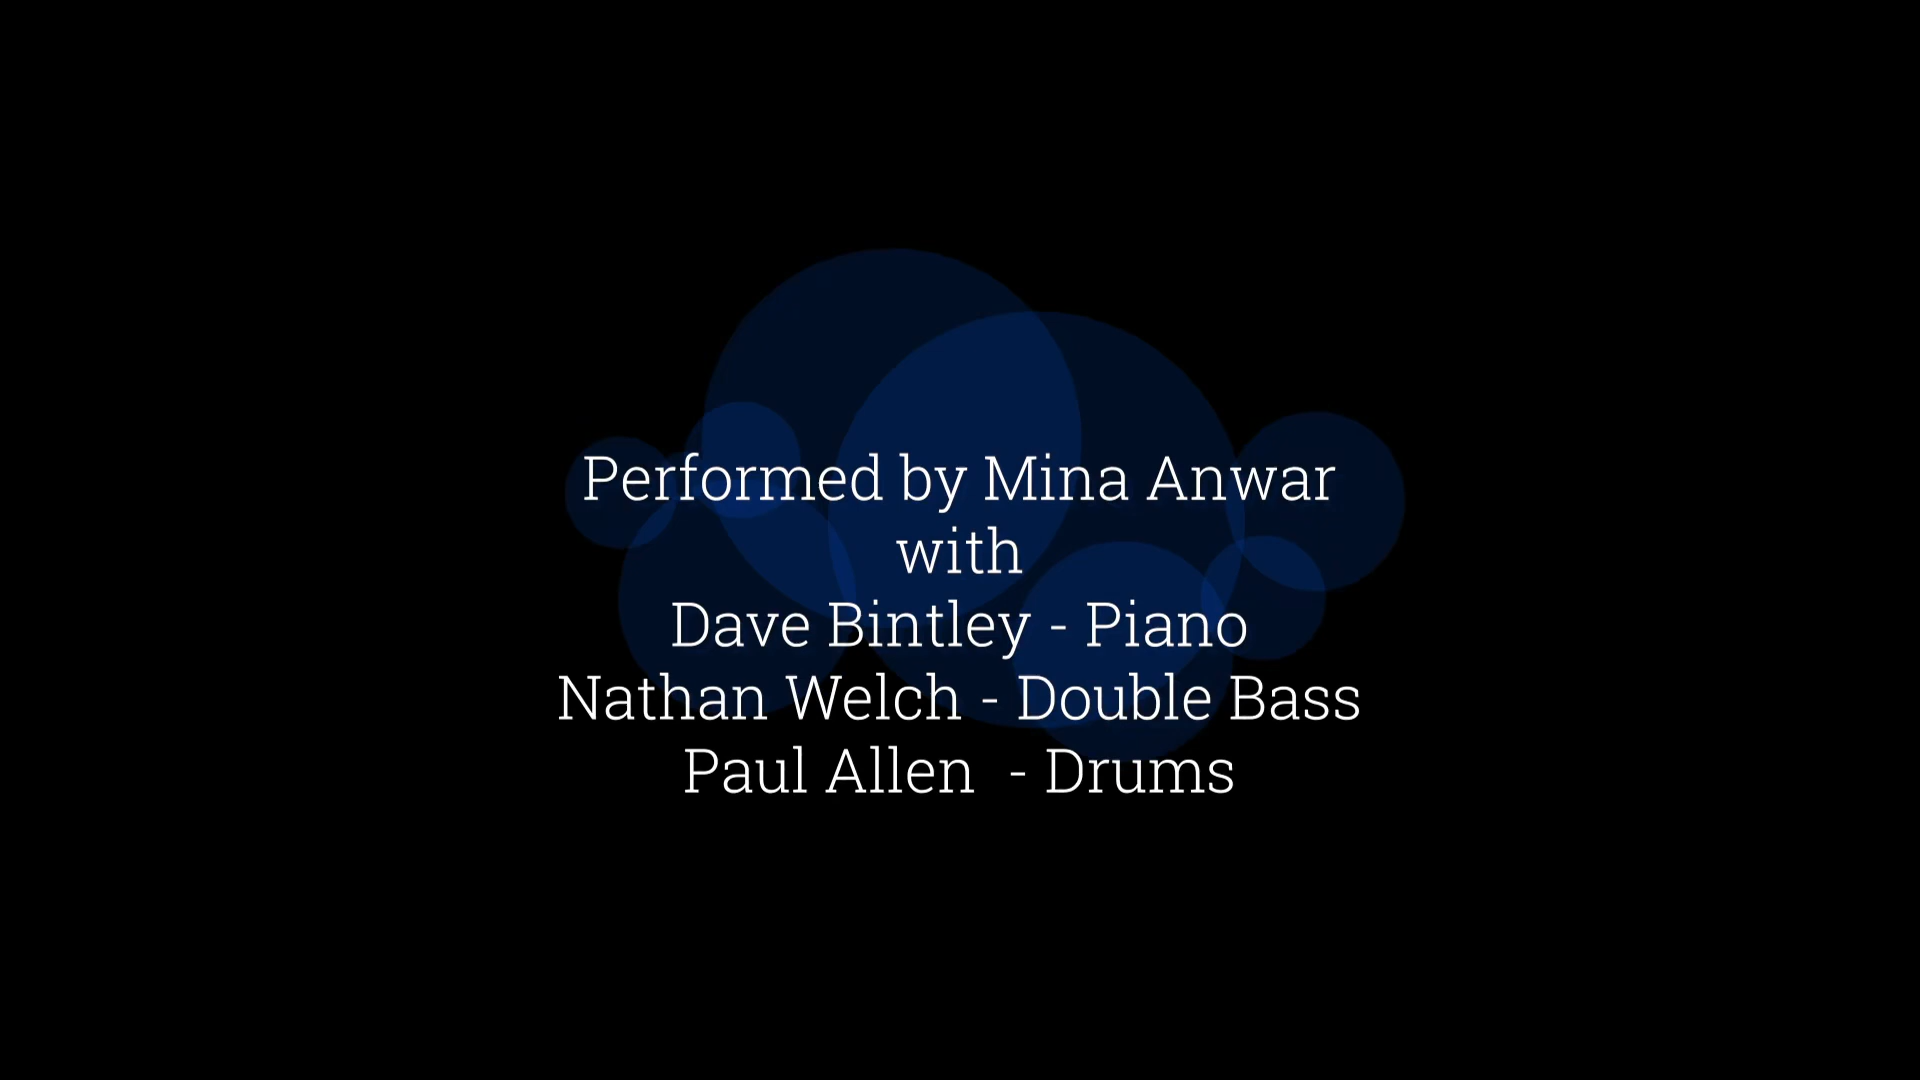 Performed by Mina Anwar
with
Dave Bintley - Piano
Nathan Welch - Double Bass
Paul Allen  - Drums